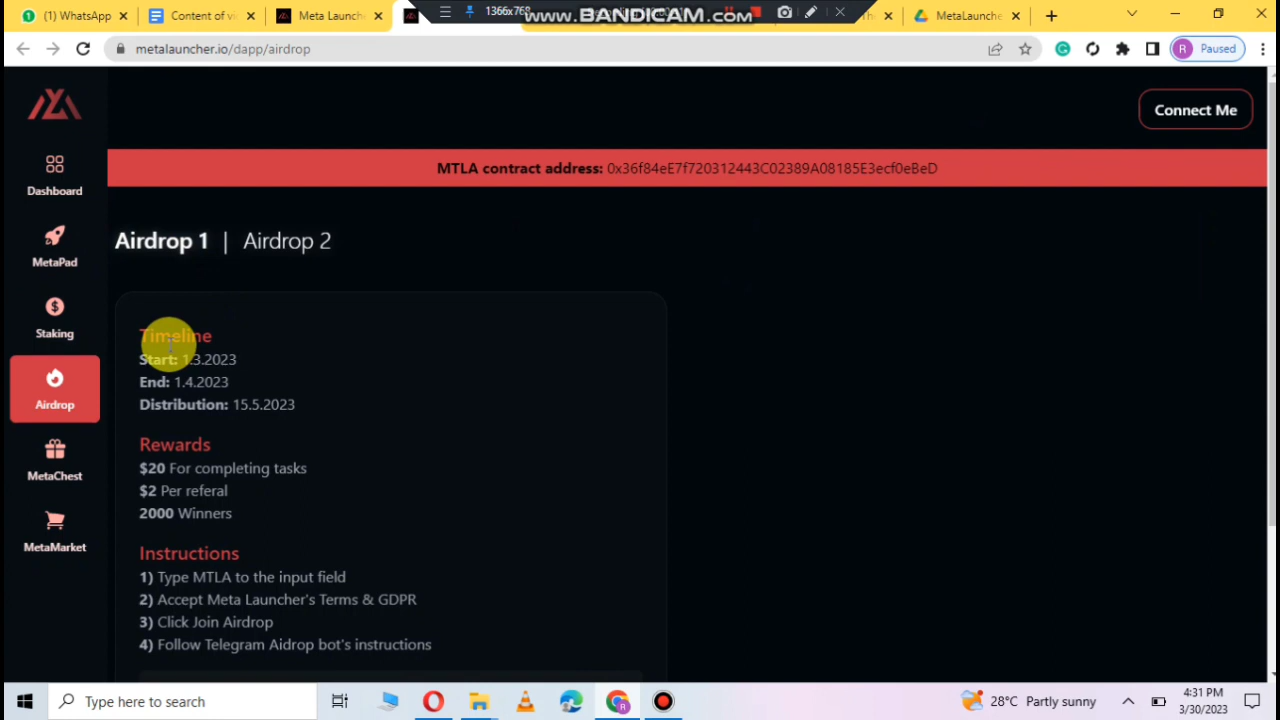 (1) WhatsApp
Content of vi
Meta Launch
1366x768
www.BANDICAM.com
MetaLaunche
metalauncher.io/dapp/airdrop
R
Paused
Connect Me
MTLA contract address: 0x36f84eE7f720312443C02389A08185E3ecf0eBeD
Dashboard
MetaPad
Staking
Airdrop
MetaChest
MetaMarket
Airdrop 1 | Airdrop 2
Timeline
Start: 1.3.2023
End: 1.4.2023
Distribution: 15.5.2023
Rewards
$20 For completing tasks
$2 Per referal
2000 Winners
Instructions
1) Type MTLA to the input field
2) Accept Meta Launcher's Terms & GDPR
3) Click Join Airdrop
4) Follow Telegram Aidrop bot's instructions
Type here to search
28°C Partly sunny
4:31 PM
3/30/2023